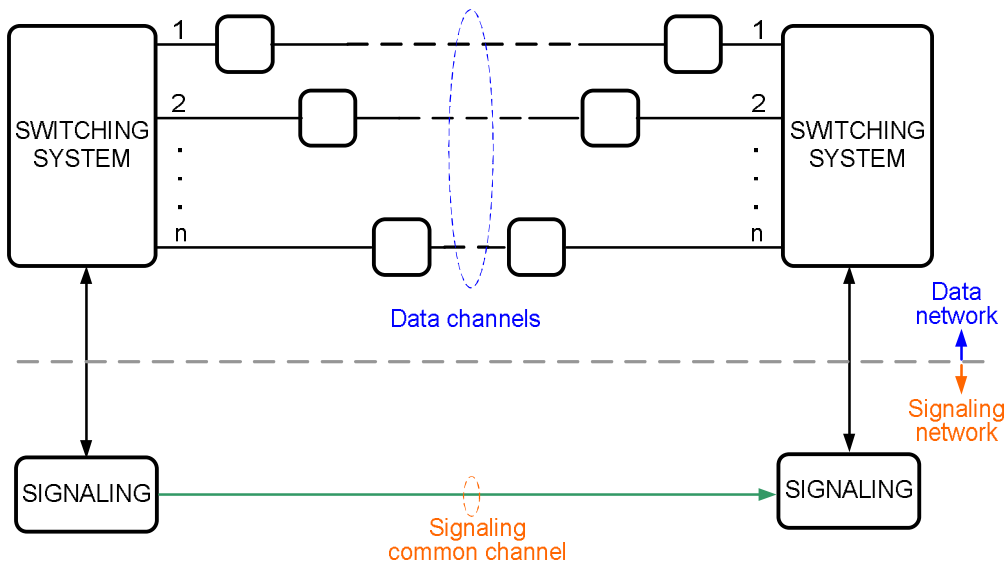 1
1
2
2
SWITCHING
SYSTEM
SWITCHING
SYSTEM
.
.
.
.
.
.
n
n
Data channels
Data
network
Signaling
network
SIGNALING
SIGNALING
Signaling
common channel